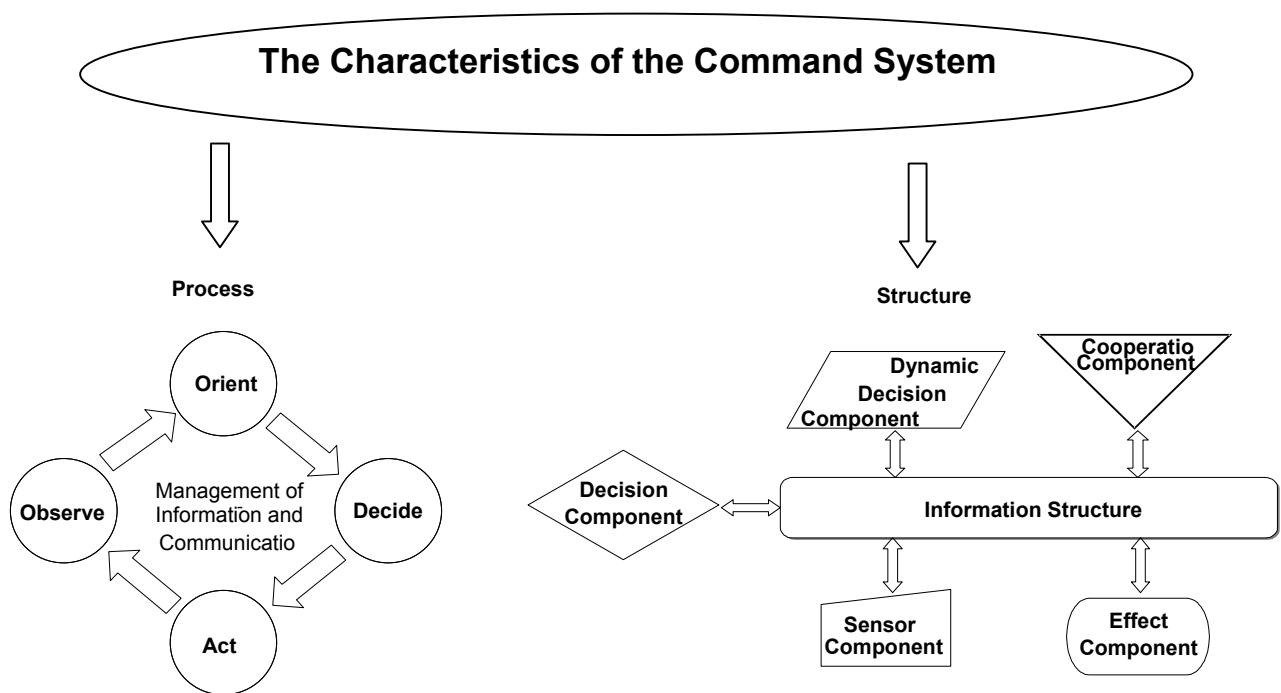 The Characteristics of the Command System
Process
Structure
Orient
Observe
Management of
Information and
Communicatio
Decide
Act
Dynamic
Decision
Component
Cooperatio
Component
Decision
Component
Information Structure
Sensor
Component
Effect
Component